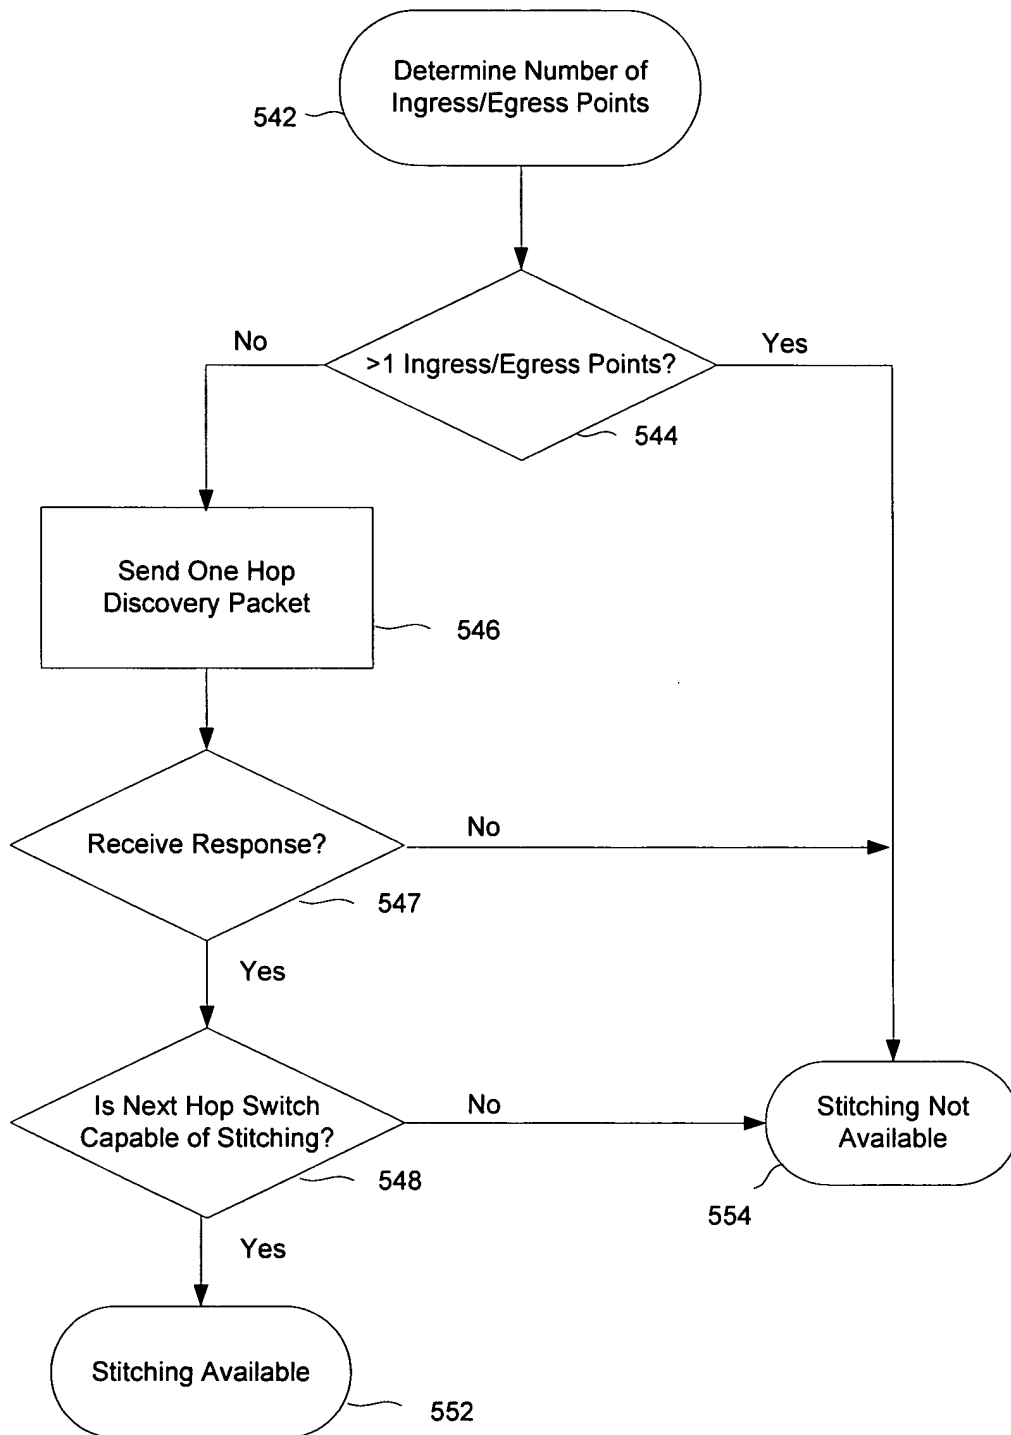 Determine Number of
Ingress/Egress Points
542
No
Yes
>1 Ingress/Egress Points?
544
Send One Hop
Discovery Packet
546
Receive Response?
No
547
Yes
Is Next Hop Switch
Capable of Stitching?
No
548
Stitching Not
Available
554
Yes
Stitching Available
552